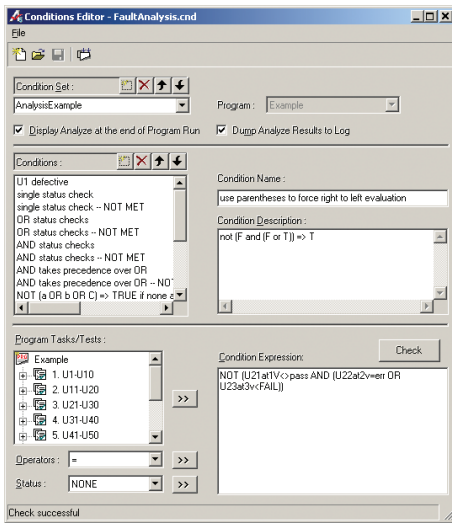 Conditions Editor - FaultAnalysis.cnd
File
Condition Set :
AnalysisExample
Program : Example
Display Analyze at the end of Program Run
Dump Analyze Results to Log
Conditions :
U1 defective
single status check
single status check -- NOT MET
OR status checks
OR status checks -- NOT MET
AND status checks
AND status checks -- NOT MET
AND takes precedence over OR
AND takes precedence over OR -- NO
NOT (a OR b OR C) => TRUE if none a
Condition Name :
use parentheses to force right to left evaluation
Condition Description :
not (F and (F or T)) => T
Program Tasks/Tests :
Example
1. U1-U10
2. U11-U20
3. U21-U30
4. U31-U40
5. U41-U50
>>
Operators : = >>
Status : NONE >>
Condition Expression:
Check
NOT (U21at1V<>pass AND (U22at2v=err OR
U23at3v<FAIL))
Check successful